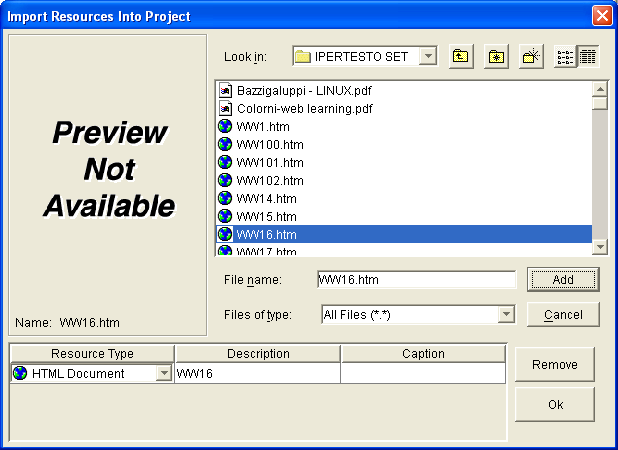 Import Resources Into Project
Look in: IPERTESTO SET
Preview
Not
Available
Name: WW16.htm
Bazzigaluppi - LINUX.pdf
Colorni-web learning.pdf
WW1.htm
WW100.htm
WW101.htm
WW102.htm
WW14.htm
WW15.htm
WW16.htm
WW17.htm
File name: WW16.htm Add
Files of type: All Files (*.*) Cancel
Resource Type Description Caption
HTML Document WW16
Remove
Ok